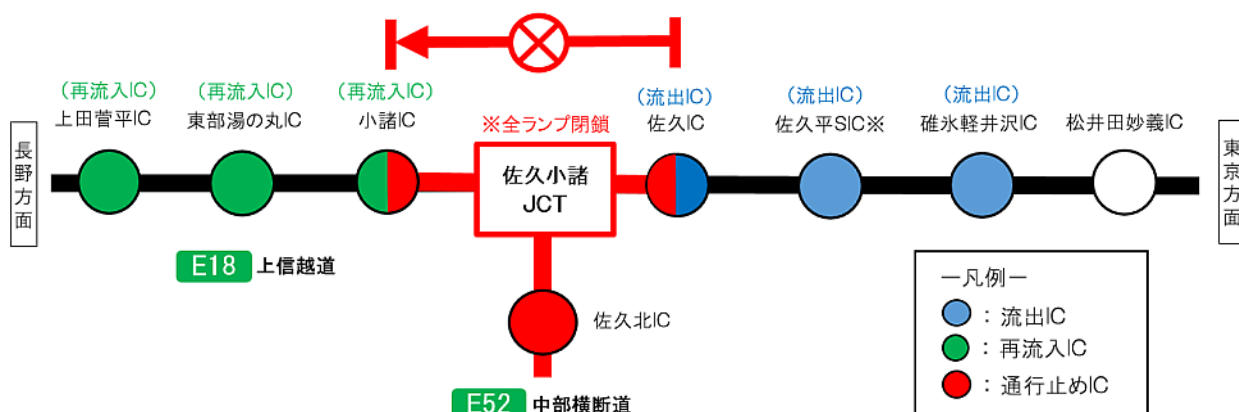 （再流入IC）
上田菅平IC
（再流入IC）
東部湯の丸IC
（再流入IC）
小諸IC
※全ランプ閉鎖
（流出IC）
佐久IC
（流出IC）
佐久平SIC※
（流出IC）
碓氷軽井沢IC
松井田妙義IC
長野方面
佐久小諸
JCT
東京方面
E18 上信越道
佐久北IC
E52 中部横断道
－凡例－
：流出IC
：再流入IC
：通行止めIC